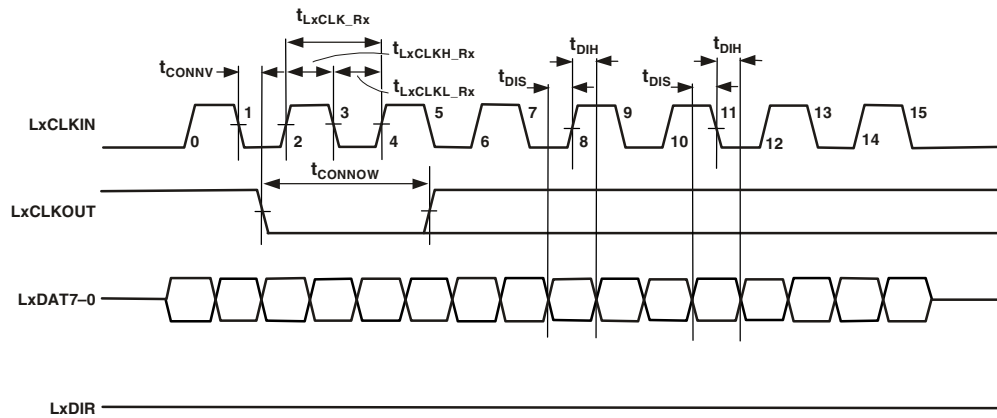 tLxCLK_Rx
tLxCLKH_Rx
tCONNV
tLxCLKL_Rx
tDIH
tDIH
tDIS
tDIS
LxCLKIN
0 1 2 3 4 5 6 7 8 9 10 11 12 13 14 15
tCONNOW
LxCLKOUT
LxDAT7–0
LxDIR